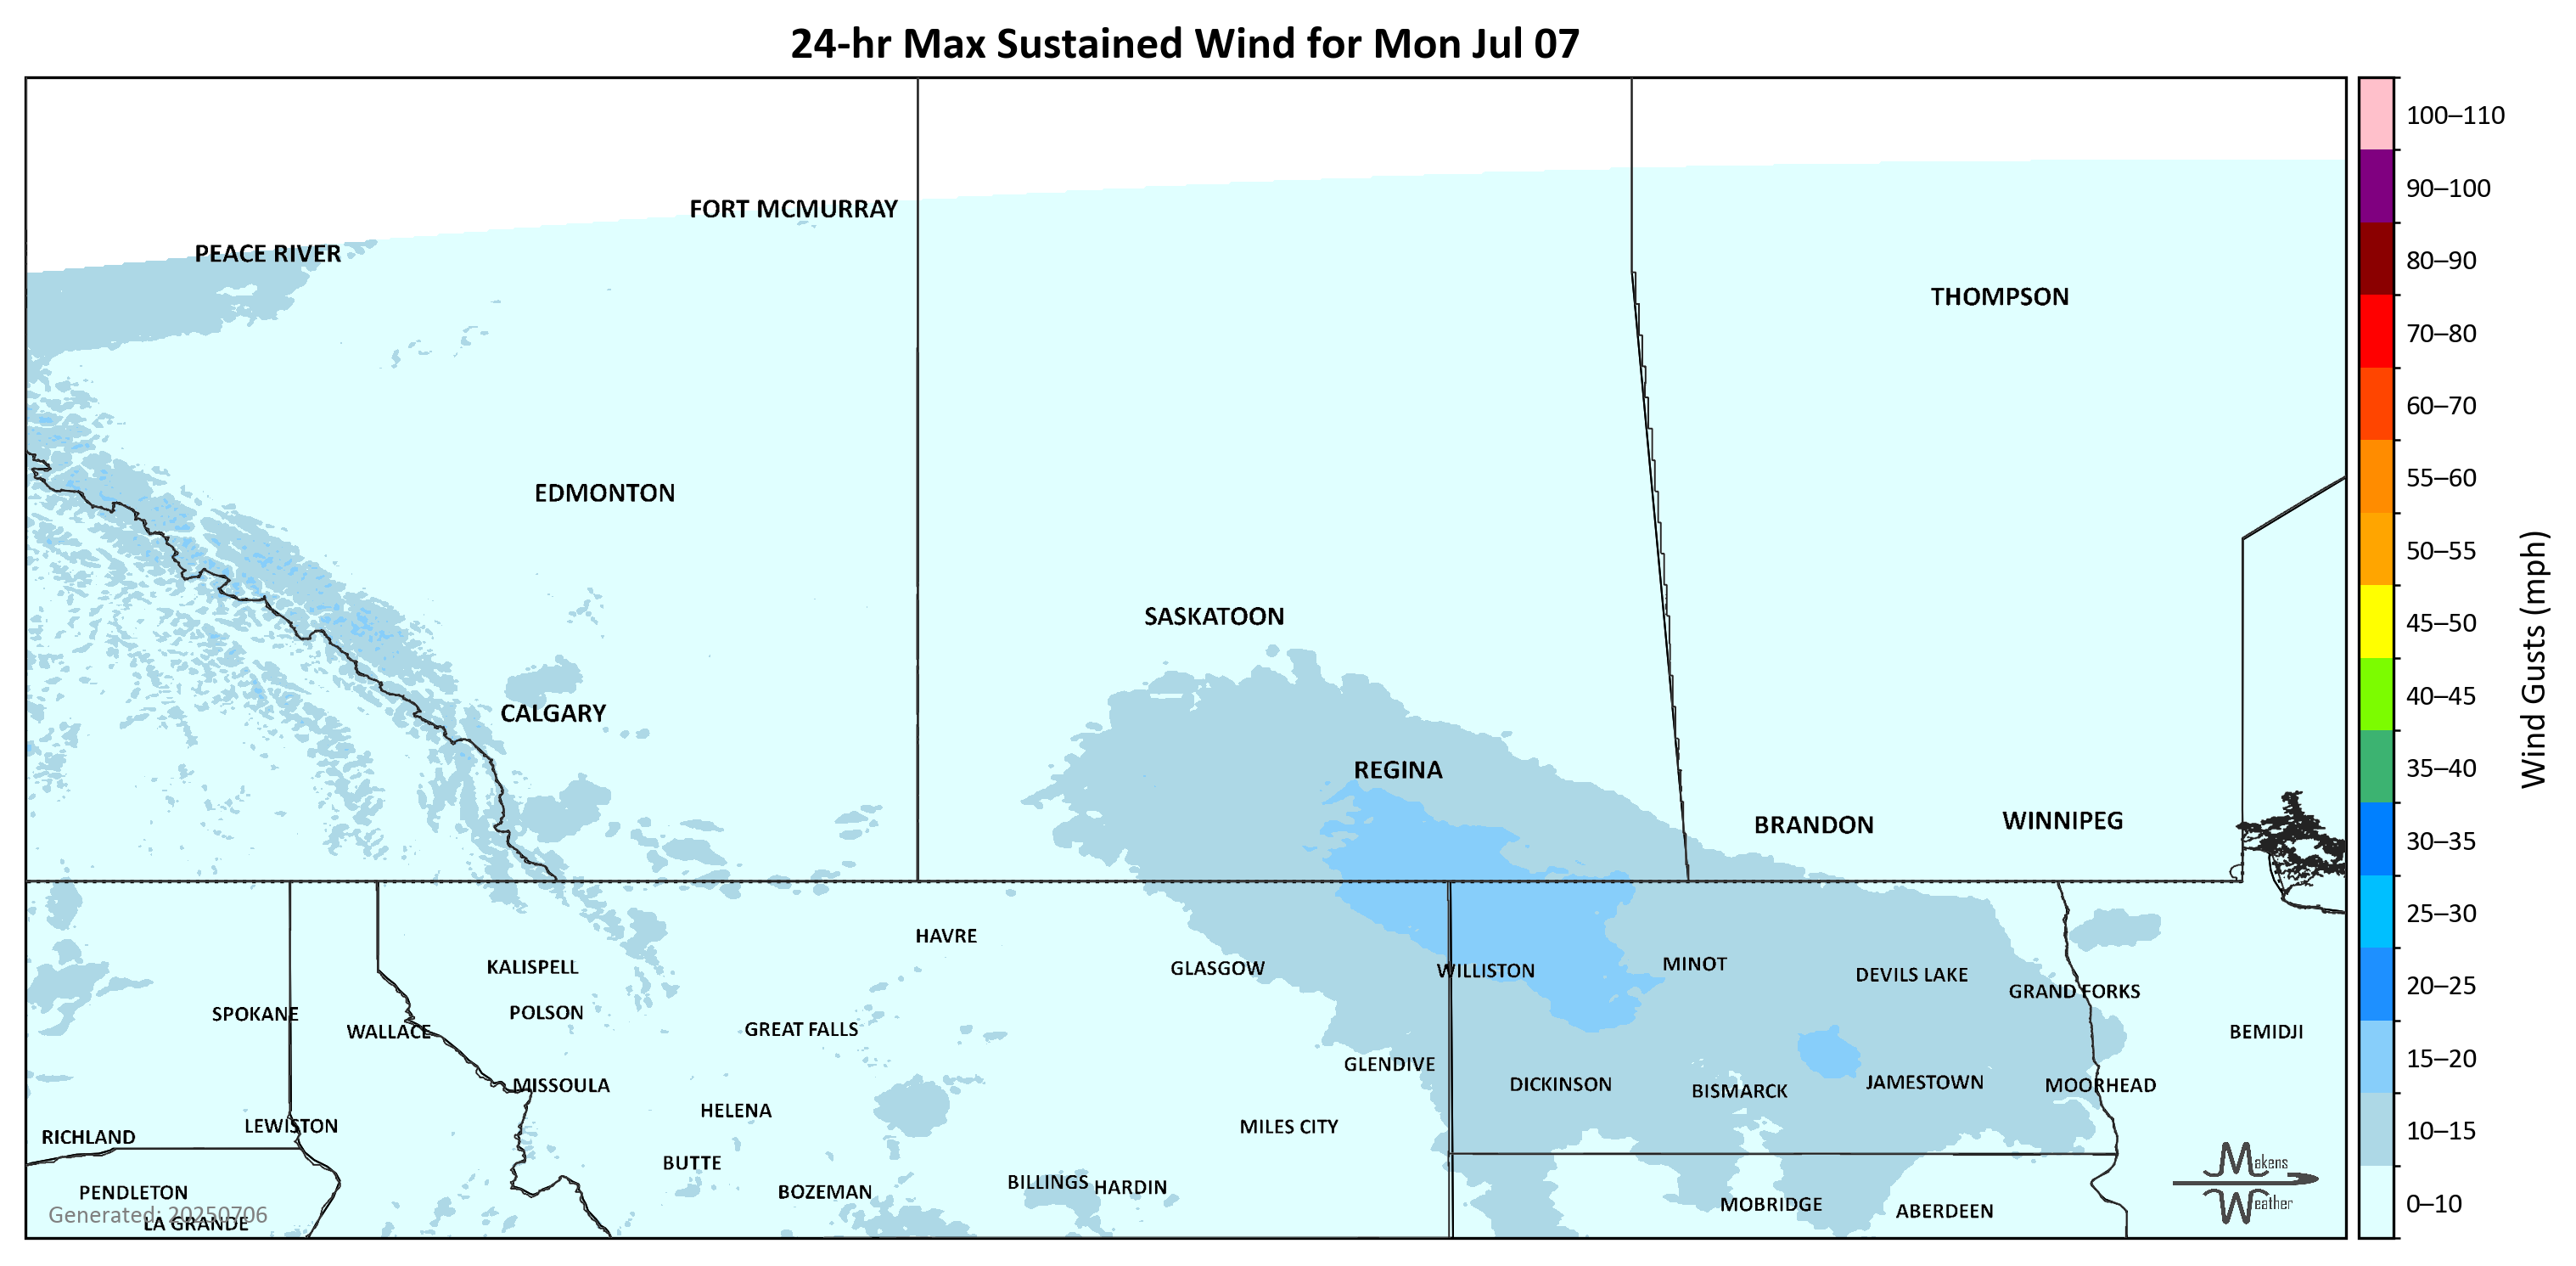 24-hr Max Sustained Wind for Mon Jul 07
100–110
90–100
80–90
70–80
60–70
55–60
50–55
45–50
40–45
35–40
30–35
25–30
20–25
15–20
10–15
0–10
Wind Gusts (mph)
FORT MCMURRAY
PEACE RIVER
THOMPSON
EDMONTON
SASKATOON
CALGARY
REGINA
BRANDON
WINNIPEG
HAVRE
KALISPELL
GLASGOW
WILLISTON
MINOT
DEVILS LAKE
GRAND FORKS
SPOKANE
POLSON
WALLACE
GREAT FALLS
BEMIDJI
GLENDIVE
MISSOULA
DICKINSON
BISMARCK
JAMESTOWN
MOORHEAD
HELENA
LEWISTON
MILES CITY
RICHLAND
BUTTE
PENDLETON
BOZEMAN
BILLINGS
HARDIN
MOBRIDGE
ABERDEEN
LA GRANDE
Generated: 20250706
Makens
Weather